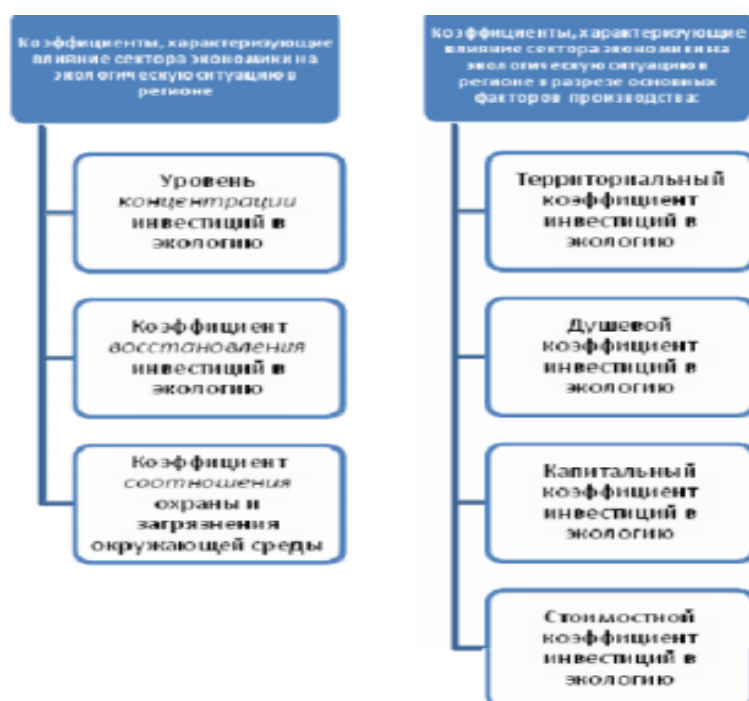 Коэффициенты, характеризующие
влияние сектора экономики на
экологическую ситуацию в
регионе
Уровень
концентрации
инвестиций в
экологию
Коэффициент
восстановления
инвестиций в
экологию
Коэффициент
соотношения
охраны и
загрязнения
окружающей среды
Коэффициенты, характеризующие
влияние сектора экономики на
экологическую ситуацию в
регионе в разрезе основных
факторов производства:
Территориальный
коэффициент
инвестиций в
экологию
Душевой
коэффициент
инвестиций в
экологию
Капитальный
коэффициент
инвестиций в
экологию
Стоимостной
коэффициент
инвестиций в
экологию